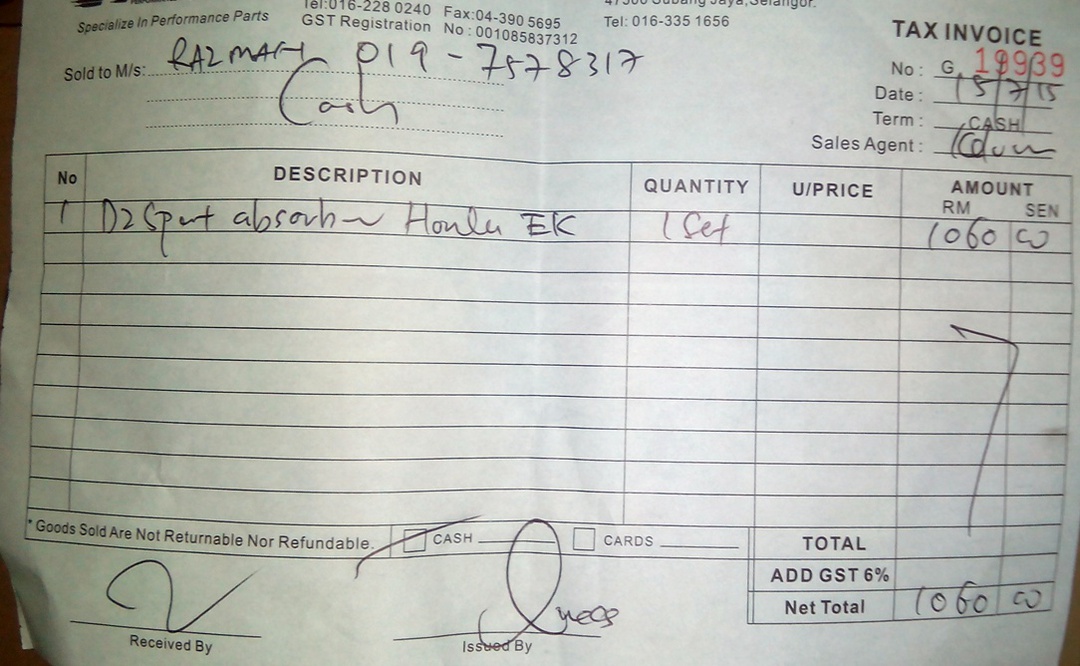 Specialize In Performance Parts
Tel:016-228 0240 Fax:04-390 5695
GST Registration No : 001085837312
47500 Subang Jaya,Selangor.
Tel: 016-335 1656
TAX INVOICE
No : G 19939
Date : 15/7/15
Term : CASH
Sales Agent :
Sold to M/s: RAZMAH 019-7578317
Cash
No DESCRIPTION QUANTITY U/PRICE AMOUNT
RM SEN
1 D2 Sport absorber Honda EK 1 Set 1060 00
* Goods Sold Are Not Returnable Nor Refundable.
CASH
CARDS
TOTAL
ADD GST 6%
Net Total 1060 00
Received By
Issued By